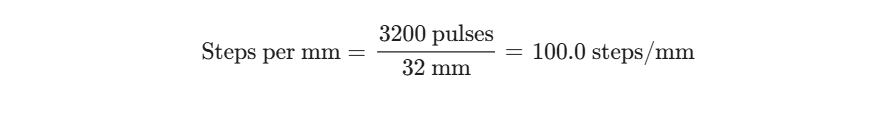 Steps per mm = 3200 pulses / 32 mm = 100.0 steps/mm